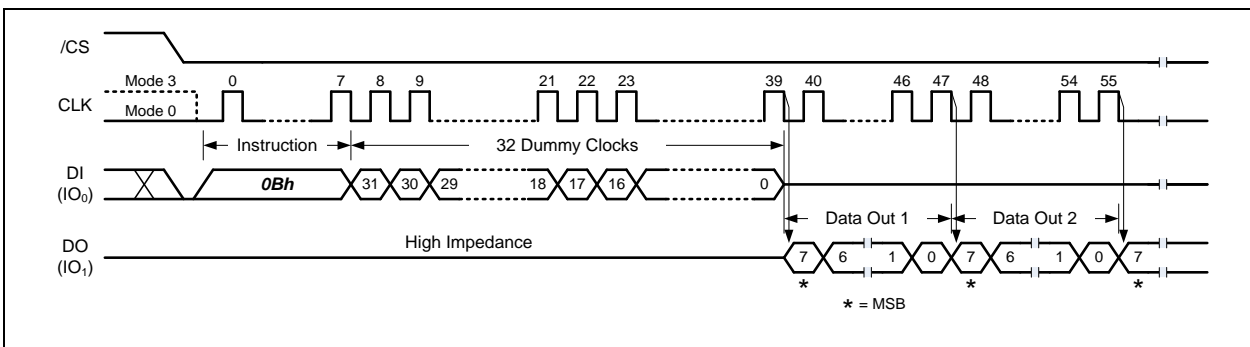 /CS
Mode 3 0 7 8 9 21 22 23 39 40 46 47 48 54 55
CLK
Mode 0
Instruction 32 Dummy Clocks
DI
(IO0)
0Bh 31 30 29 18 17 16 0
Data Out 1 Data Out 2
DO
(IO1)
High Impedance
7 6 1 0 7 6 1 0 7
* * *
* = MSB